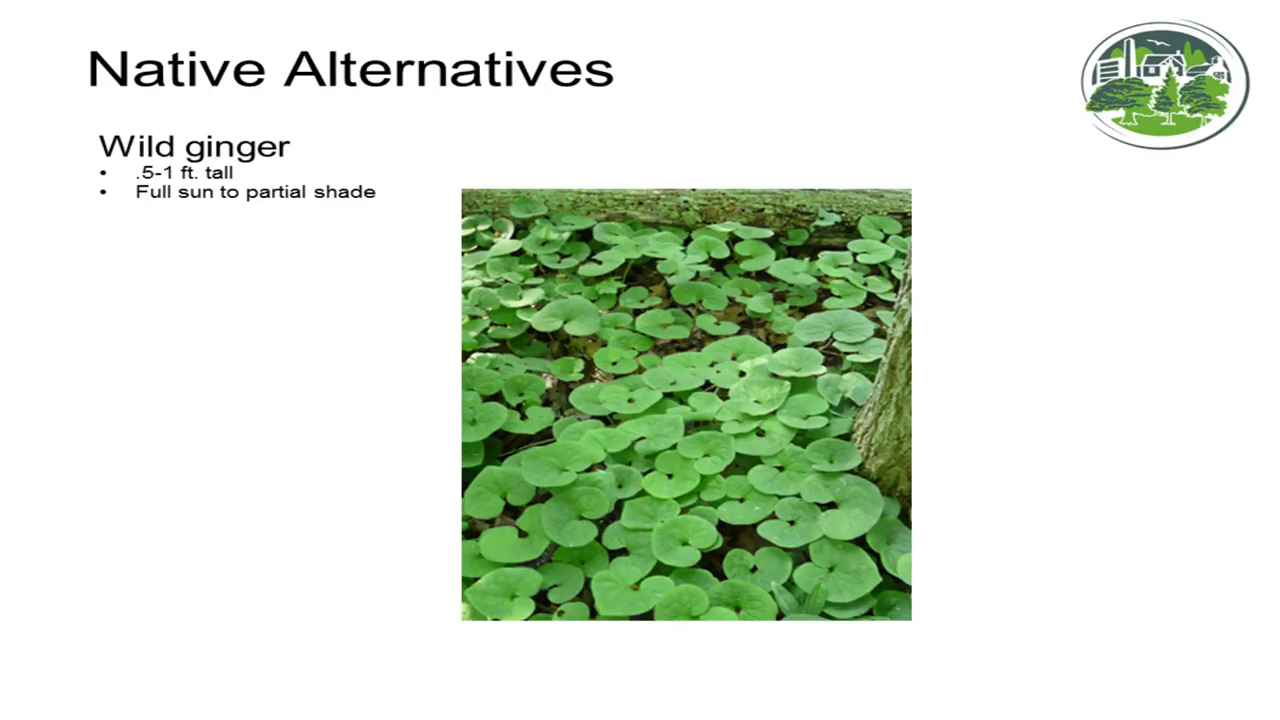 Native Alternatives
Wild ginger
• .5-1 ft. tall
• Full sun to partial shade